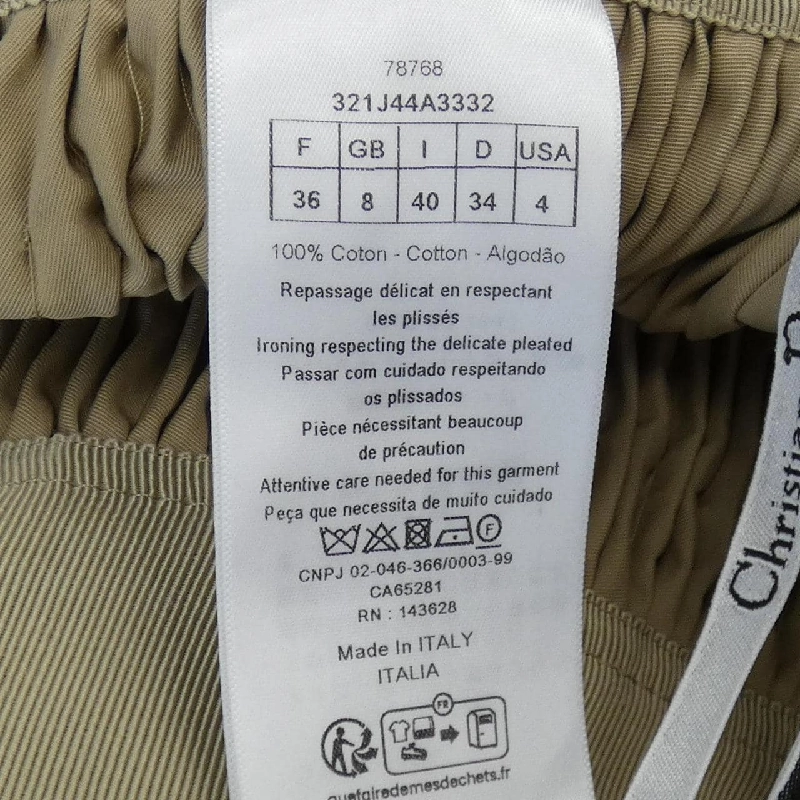 78768
321J44A3332
F GB I D USA
36 8 40 34 4
100% Coton - Cotton - Algodão
Repassage délicat en respectant
les plissés
Ironing respecting the delicate pleated
Passar com cuidado respeitando
os plissados
Pièce nécessitant beaucoup
de précaution
Attentive care needed for this garment
Peça que necessita de muito cuidado
F
CNPJ 02-046-366/0003-99
CA65281
RN : 143628
Made In ITALY
ITALIA
FR
quefairedemesdechets.fr
Christian